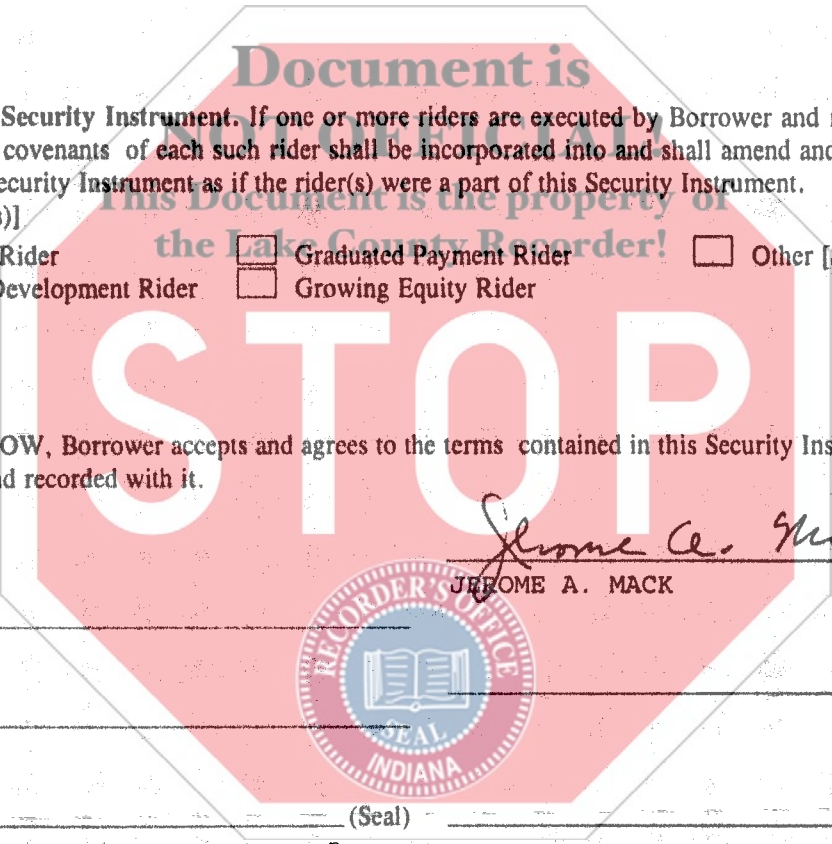 Document is
NOT OFFICIAL!
Security Instrument. If one or more riders are executed by Borrower and
covenants of each such rider shall be incorporated into and shall amend and
ecurity Instrument as if the rider(s) were a part of this Security Instrument.
This Document is the property of
)]
the Lake County Recorder!
Rider Graduated Payment Rider Other [
Development Rider Growing Equity Rider
STOP
OW, Borrower accepts and agrees to the terms contained in this Security Ins
d recorded with it.
Jerome A.
JEROME A. MACK
RECORDER'S OFFICE
SEAL
INDIANA
(Seal)